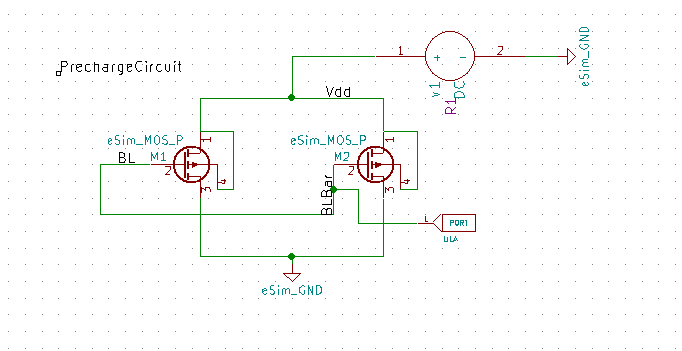 1
2
+
-
eSim_GND
v1
DC
R1
PrechargeCircuit
Vdd
eSim_MOS_P
1
BL
M1
2
4
3
eSim_MOS_P
1
M2
2
4
3
BLBar
PORT
U1A
eSim_GND